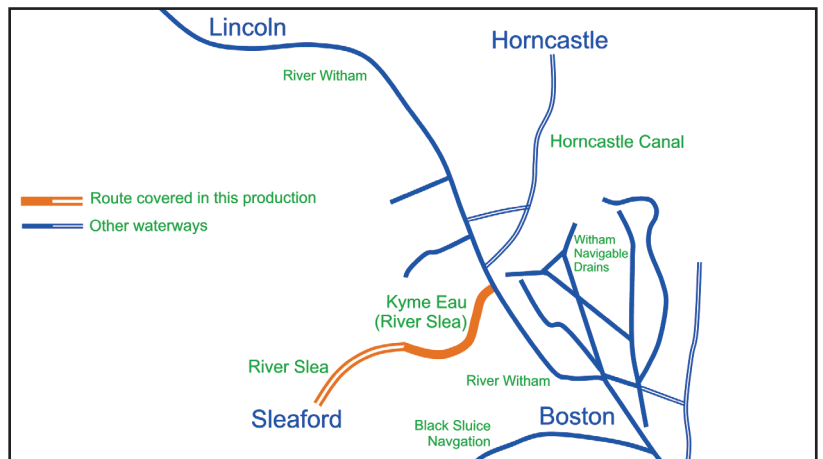 Lincoln
Horncastle
River Witham
Horncastle Canal
Route covered in this production
Other waterways
Witham
Navigable
Drains
Kyme Eau
(River Slea)
River Slea
River Witham
Sleaford
Boston
Black Sluice
Navgation